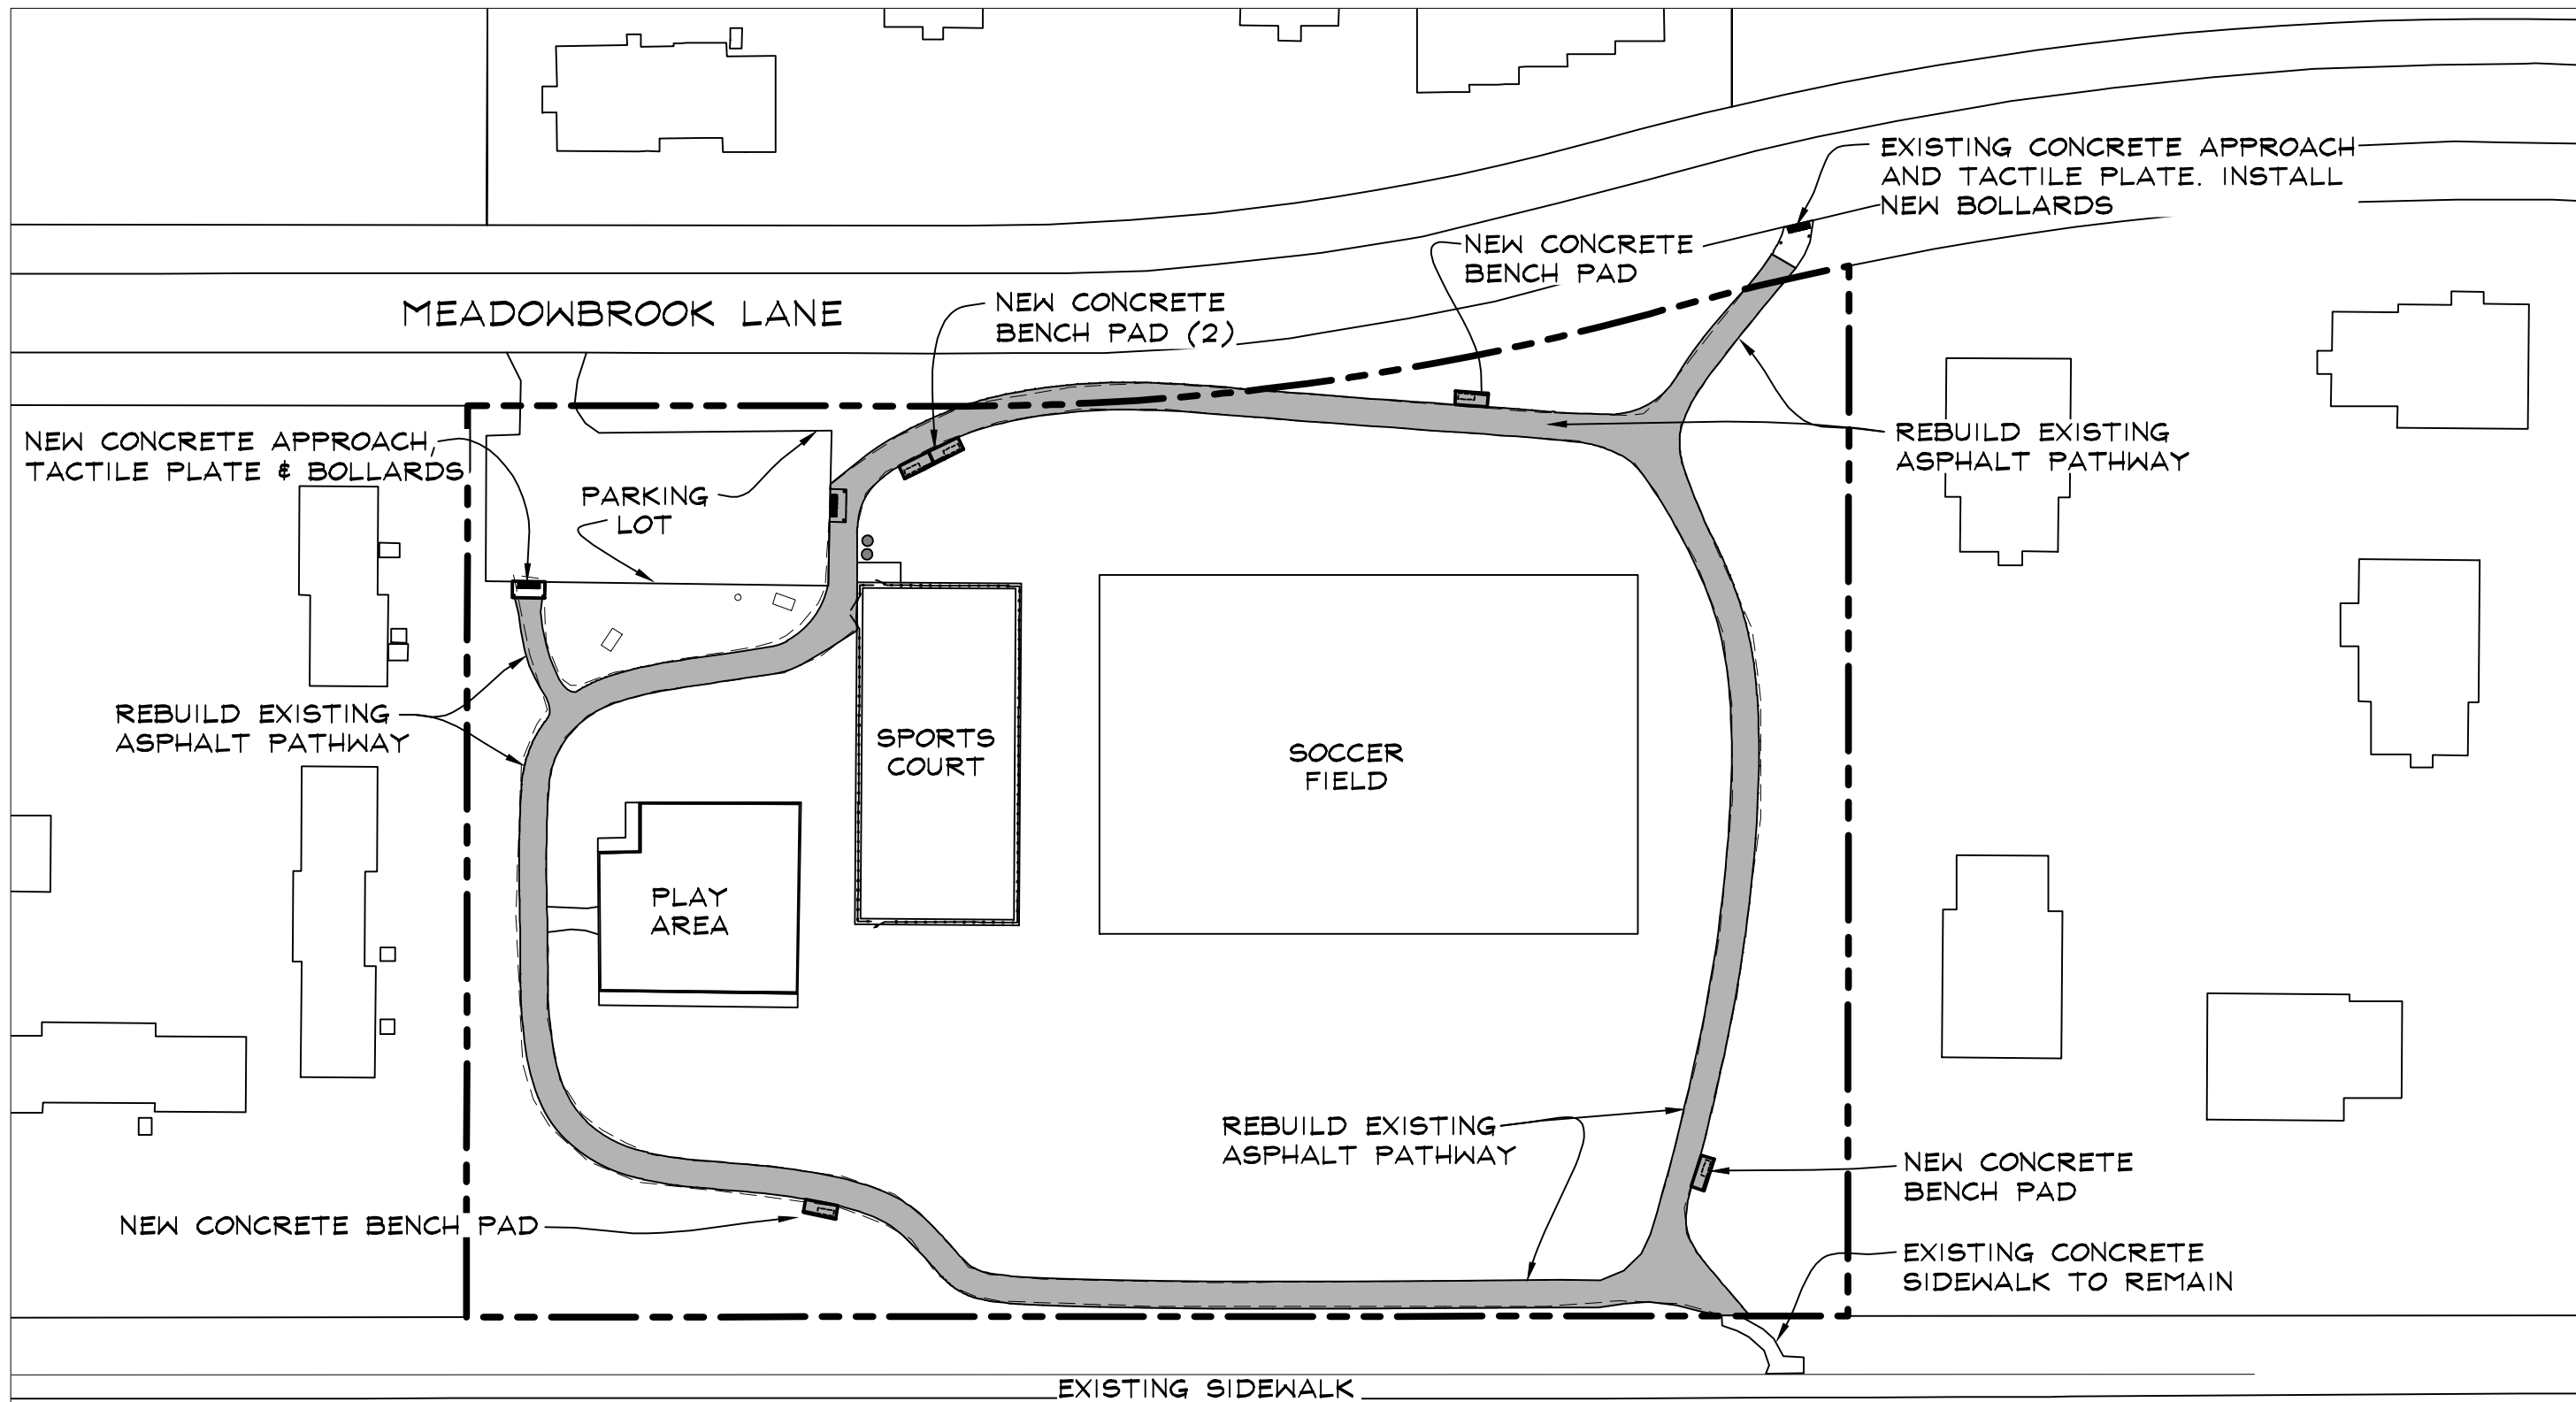 EXISTING CONCRETE APPROACH
AND TACTILE PLATE. INSTALL
NEW BOLLARDS
NEW CONCRETE
BENCH PAD
MEADOWBROOK LANE
NEW CONCRETE
BENCH PAD (2)
NEW CONCRETE APPROACH,
TACTILE PLATE & BOLLARDS
REBUILD EXISTING
ASPHALT PATHWAY
PARKING
LOT
REBUILD EXISTING
ASPHALT PATHWAY
SPORTS
COURT
SOCCER
FIELD
PLAY
AREA
REBUILD EXISTING
ASPHALT PATHWAY
NEW CONCRETE
BENCH PAD
NEW CONCRETE BENCH PAD
EXISTING CONCRETE
SIDEWALK TO REMAIN
EXISTING SIDEWALK